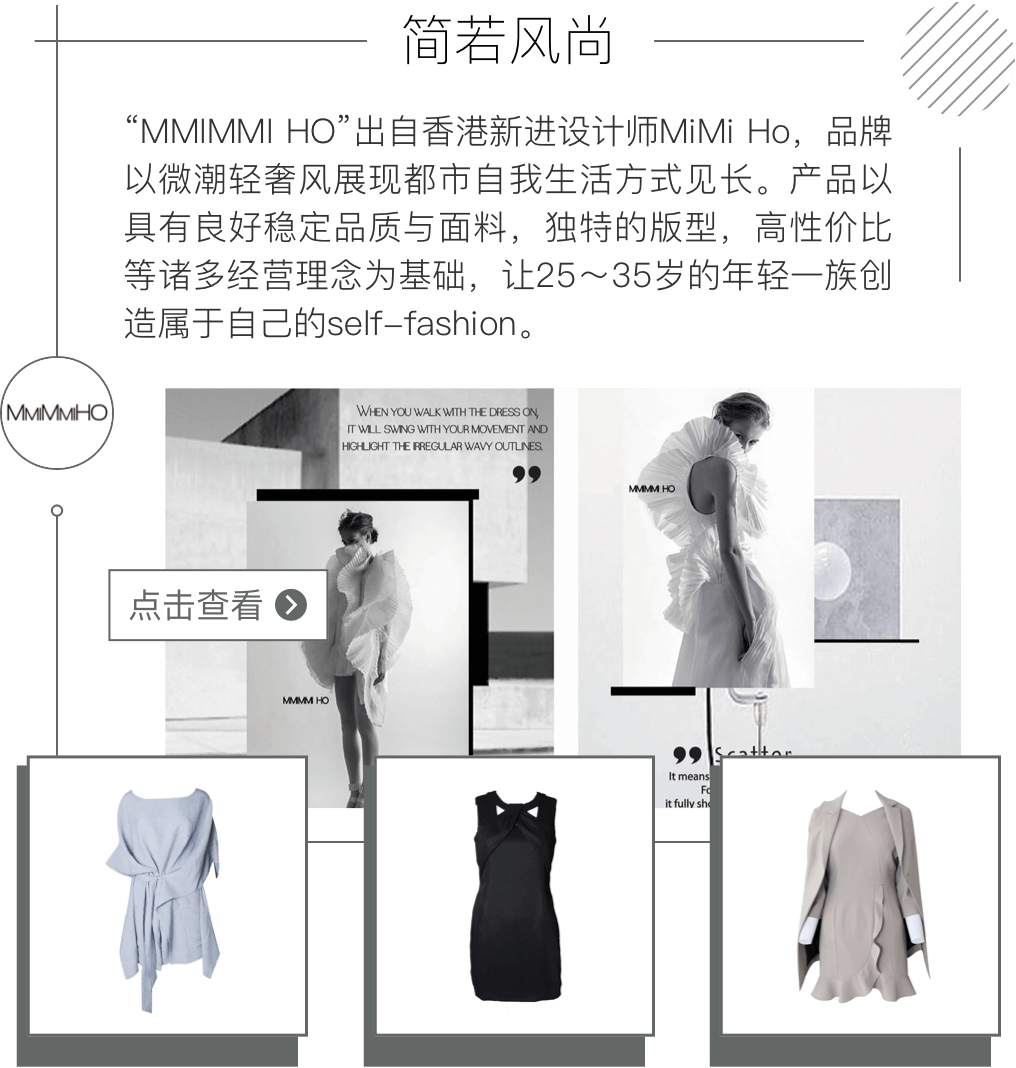 简若风尚
“MMIMMI HO”出自香港新进设计师MiMi Ho，品牌
以微潮轻奢风展现都市自我生活方式见长。产品以
具有良好稳定品质与面料，独特的版型，高性价比
等诸多经营理念为基础，让25～35岁的年轻一族创
造属于自己的self-fashion。
MMIMMIHO
WHEN YOU WALK WITH THE DRESS ON,
IT WILL SWING WITH YOUR MOVEMENT AND
HIGHLIGHT THE IRREGULAR WAVY OUTLINES.
MMIMMI HO
点击查看
MMIMMI HO
Scatter
It means
Fo
it fully sho